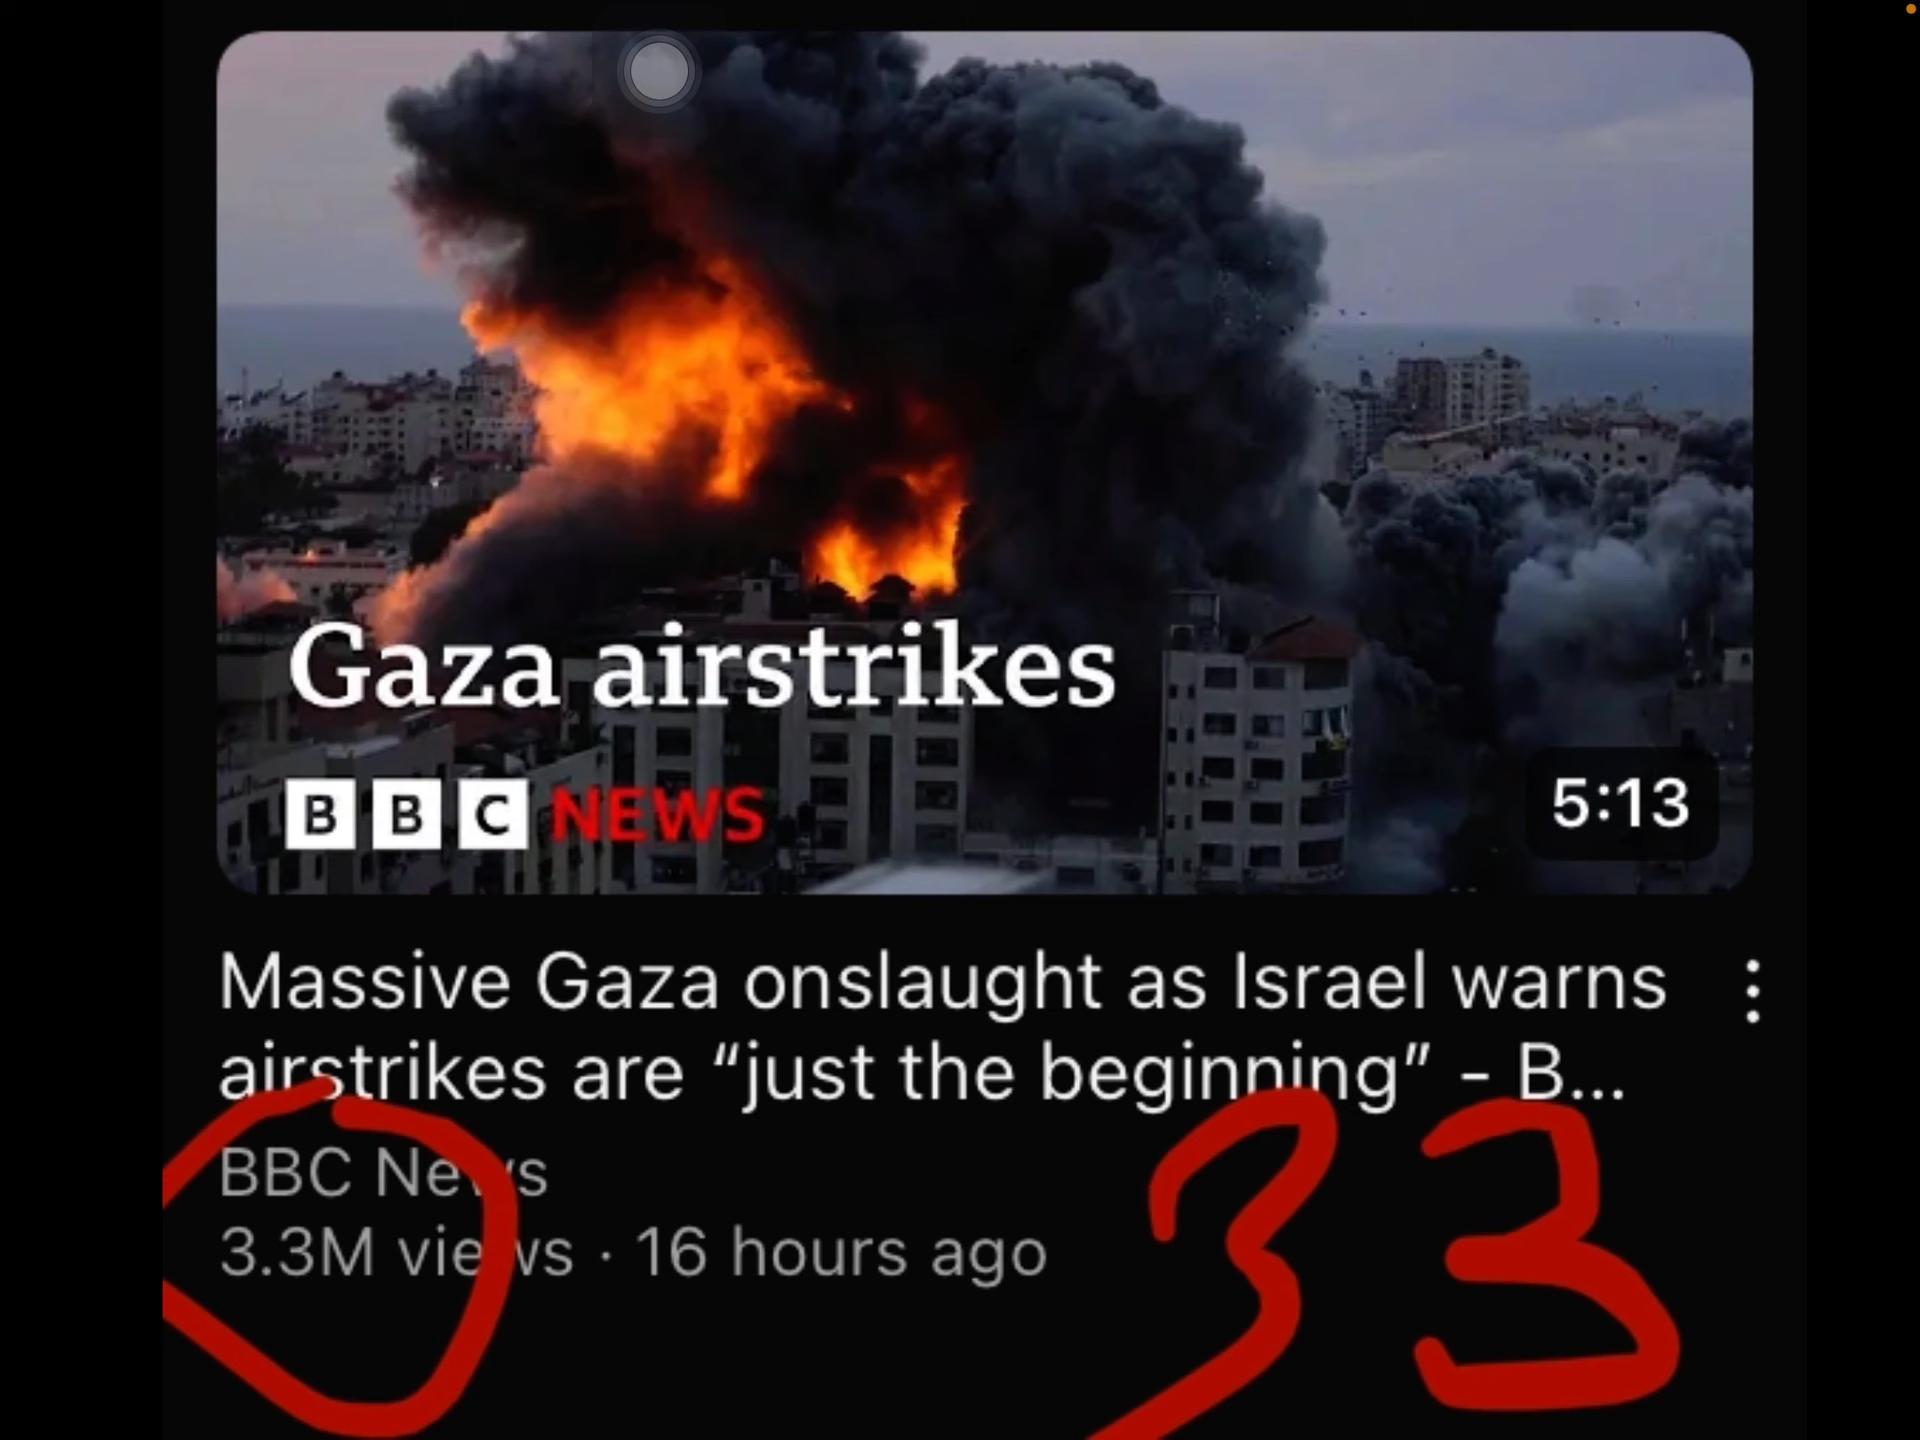 Gaza airstrikes
BBC NEWS
5:13
Massive Gaza onslaught as Israel warns
airstrikes are “just the beginning” - B...
BBC News
3.3M views · 16 hours ago
33